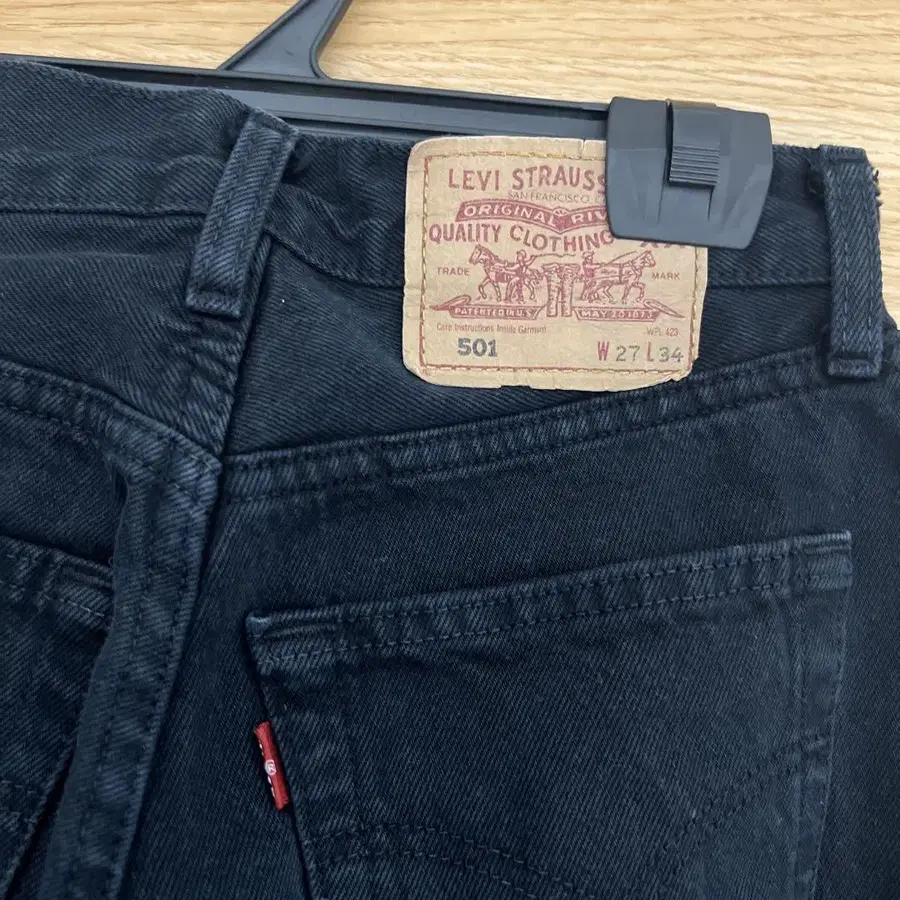 LEVI STRAUSS
SAN FRANCISCO
ORIGINAL RIV
QUALITY CLOTHING
TRADE MARK
PATENTED IN U.S. MAY 20 1873
Care Instructions Inside Garment WPL 423
501 W 27 L 34
®